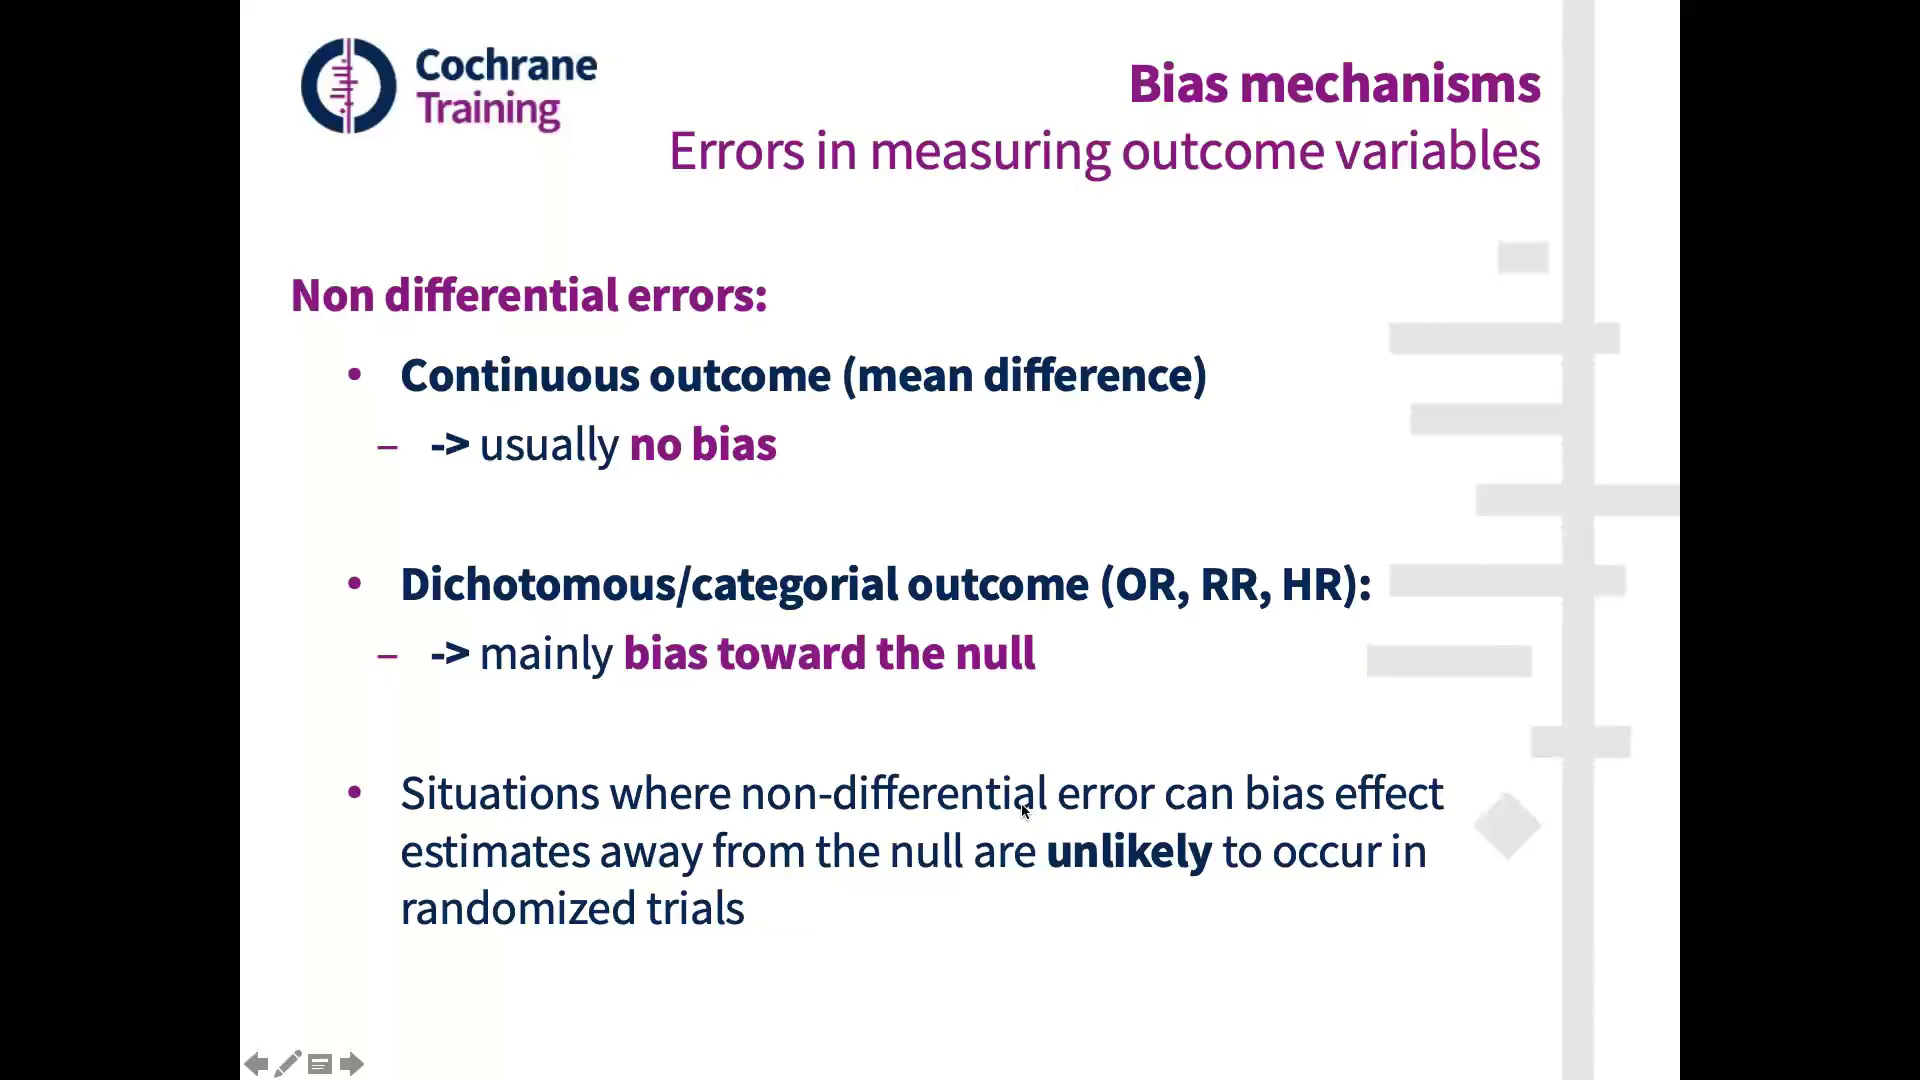 Cochrane
Training
Bias mechanisms
Errors in measuring outcome variables
Non differential errors:
• Continuous outcome (mean difference)
– -> usually no bias
• Dichotomous/categorial outcome (OR, RR, HR):
– -> mainly bias toward the null
• Situations where non-differential error can bias effect
estimates away from the null are unlikely to occur in
randomized trials